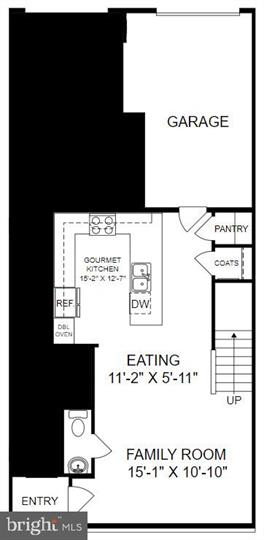 GARAGE
PANTRY
COATS
GOURMET
KITCHEN
15'-2" X 12'-7"
REF.
DW
DBL
OVEN
EATING
11'-2" X 5'-11"
UP
FAMILY ROOM
15'-1" X 10'-10"
ENTRY
bright MLS